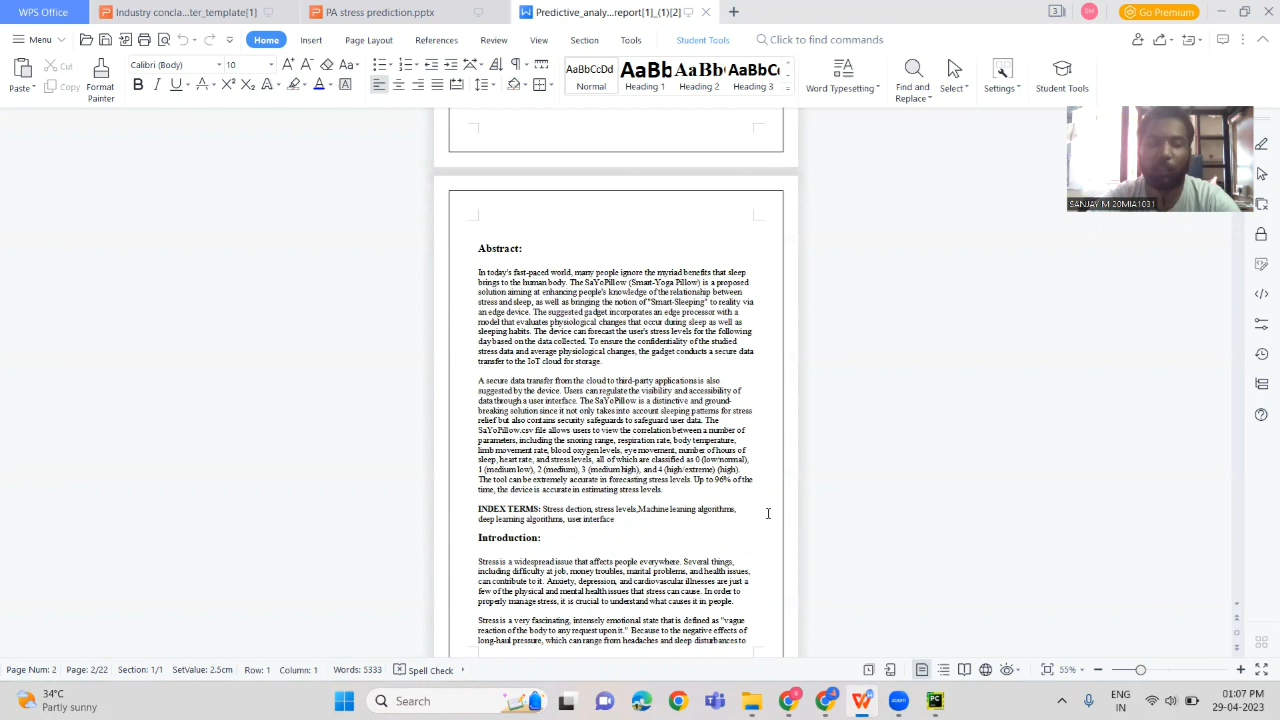 WPS Office
Industry concla...ter_template[1]
PA stress prediction.pptx
Predictive_analy...report[1]_(1)[2]
3
SM
Go Premium
Menu
Home
Insert
Page Layout
References
Review
View
Section
Tools
Student Tools
Click to find commands
Paste
Cut
Copy
Format
Painter
Calibri (Body)
10
AaBbCcDd
Normal
AaBb
Heading 1
AaBb
Heading 2
AaBbC
Heading 3
Word Typesetting
Find and
Replace
Select
Settings
Student Tools
SANJAY M 20MIA1031
Abstract:
In today's fast-paced world, many people ignore the myriad benefits that sleep
brings to the human body. The SaYoPillow (Smart-Yoga Pillow) is a proposed
solution aiming at enhancing people's knowledge of the relationship between
stress and sleep, as well as bringing the notion of "Smart-Sleeping" to reality via
an edge device. The suggested gadget incorporates an edge processor with a
model that evaluates physiological changes that occur during sleep as well as
sleeping habits. The device can forecast the user's stress levels for the following
day based on the data collected. To ensure the confidentiality of the studied
stress data and average physiological changes, the gadget conducts a secure data
transfer to the IoT cloud for storage.
A secure data transfer from the cloud to third-party applications is also
suggested by the device. Users can regulate the visibility and accessibility of
data through a user interface. The SaYoPillow is a distinctive and ground-
breaking solution since it not only takes into account sleeping patterns for stress
relief but also contains security safeguards to safeguard user data. The
SaYoPillow.csv file allows users to view the correlation between a number of
parameters, including the snoring range, respiration rate, body temperature,
limb movement rate, blood oxygen levels, eye movement, number of hours of
sleep, heart rate, and stress levels, all of which are classified as 0 (low/normal),
1 (medium low), 2 (medium), 3 (medium high), and 4 (high/extreme) (high).
The tool can be extremely accurate in forecasting stress levels. Up to 96% of the
time, the device is accurate in estimating stress levels.
INDEX TERMS: Stress dection, stress levels,Machine leaning algorithms,
deep learning algorithms, user interface
Introduction:
Stress is a widespread issue that affects people everywhere. Several things,
including difficulty at job, money troubles, marital problems, and health issues,
can contribute to it. Anxiety, depression, and cardiovascular illnesses are just a
few of the physical and mental health issues that stress can cause. In order to
properly manage stress, it is crucial to understand what causes it in people.
Stress is a very fascinating, intensely emotional state that is defined as "vague
reaction of the body to any request upon it." Because to the negative effects of
long-haul pressure, which can range from headaches and sleep disturbances to
Page Num: 2
Page: 2/22
Section: 1/1
SetValue: 2.5cm
Row: 1
Column: 1
Words: 5333
Spell Check
55%
34°C
Partly sunny
Search
zoom
PC
ENG
IN
01:07 PM
29-04-2023